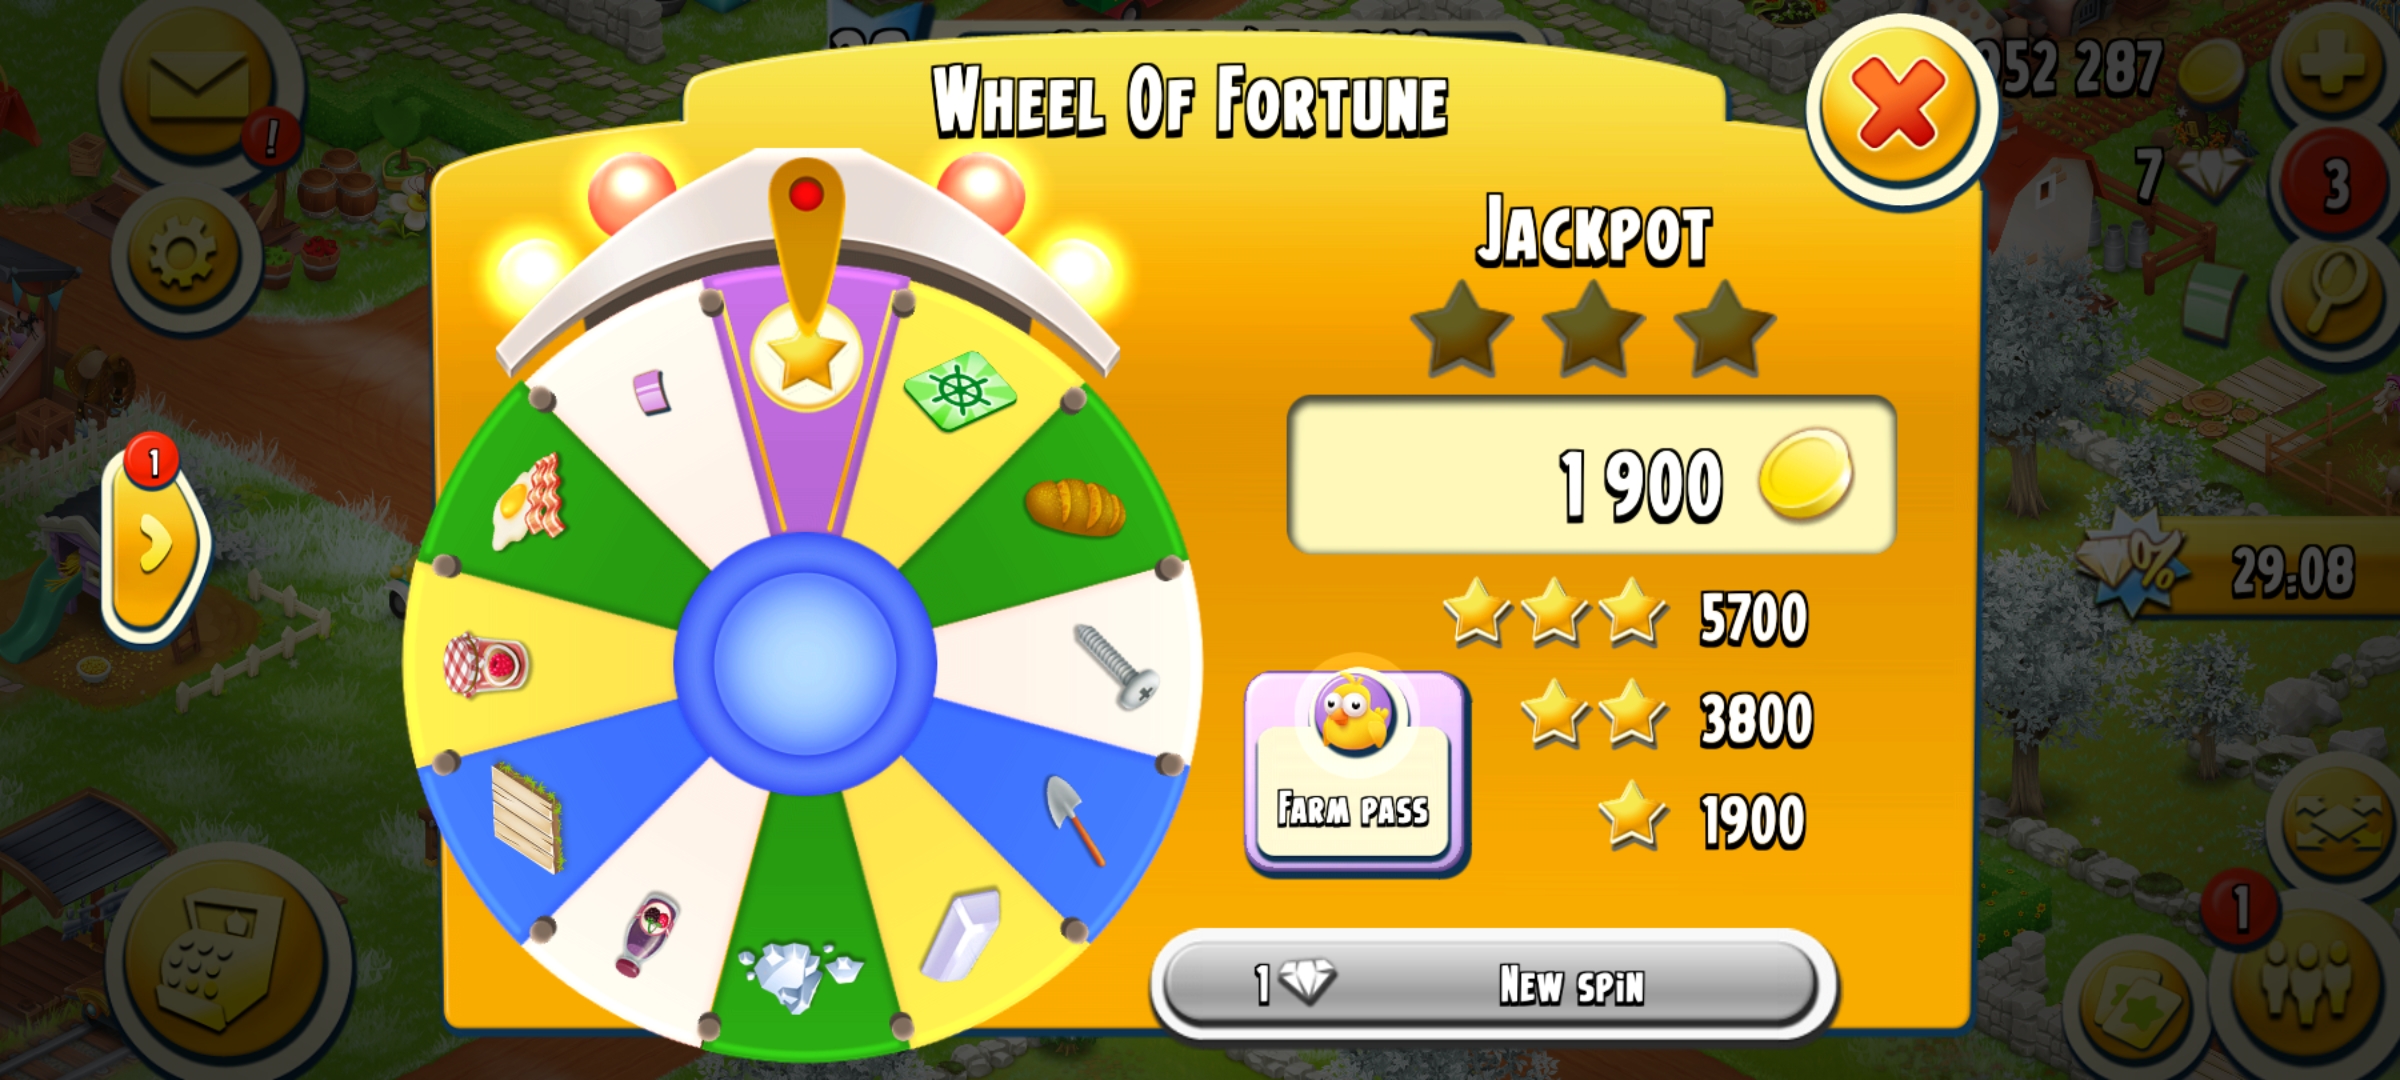 WHEEL OF FORTUNE
952 287
7
3
!
JACKPOT
1 900
1
29:08
5700
3800
FARM PASS
1900
1
1 NEW SPIN